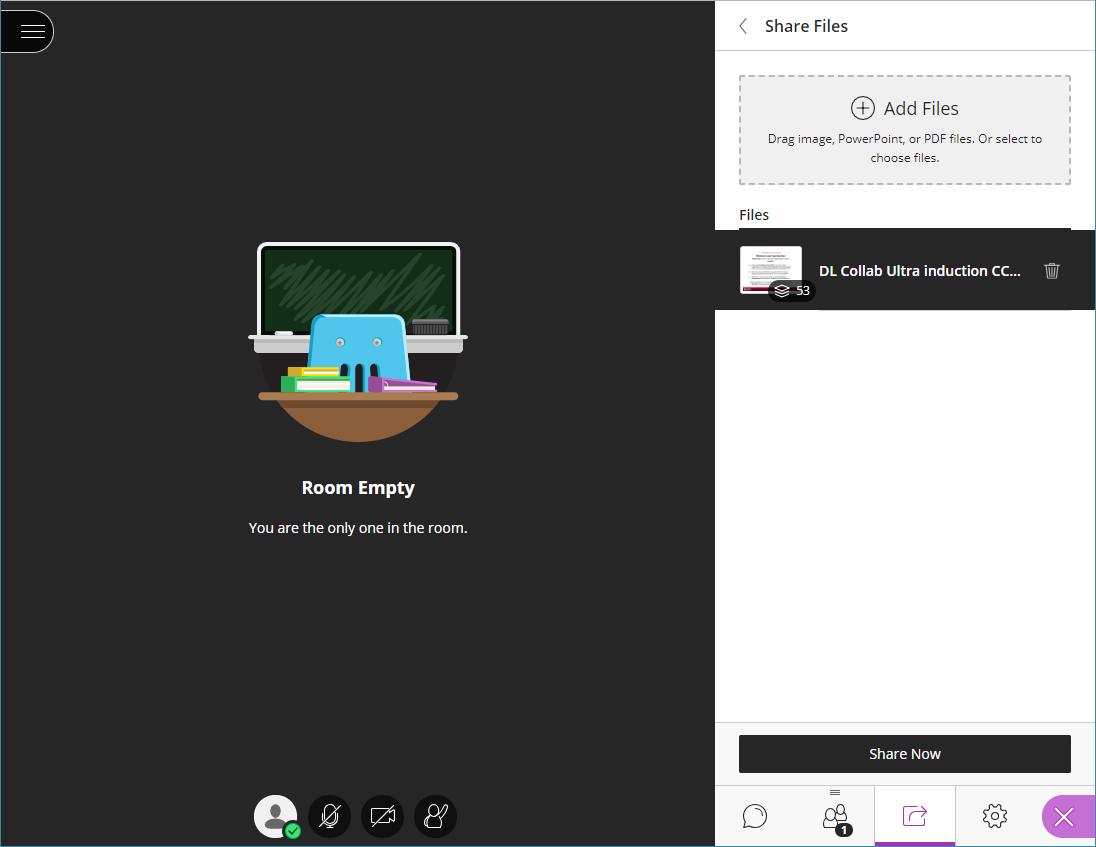 Share Files
Add Files
Drag image, PowerPoint, or PDF files. Or select to
choose files.
Files
DL Collab Ultra induction CC...
53
Room Empty
You are the only one in the room.
Share Now
1